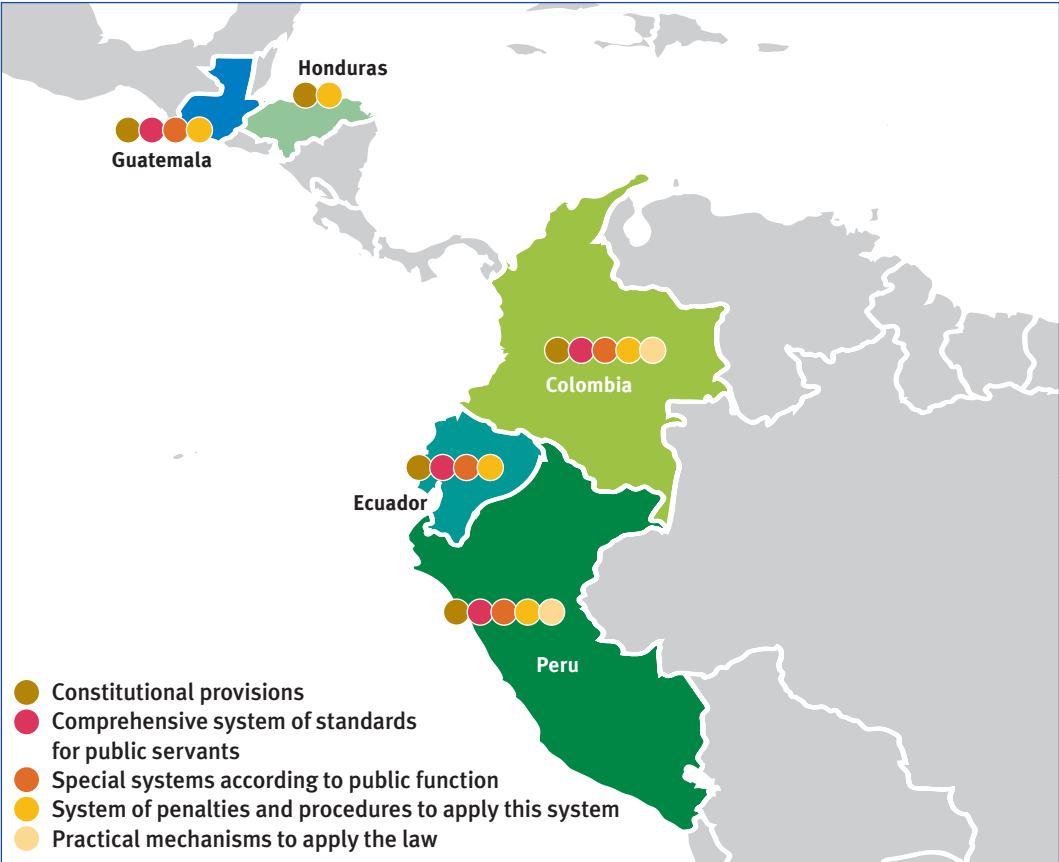 Honduras
Guatemala
Colombia
Ecuador
Peru
Constitutional provisions
Comprehensive system of standards
for public servants
Special systems according to public function
System of penalties and procedures to apply this system
Practical mechanisms to apply the law